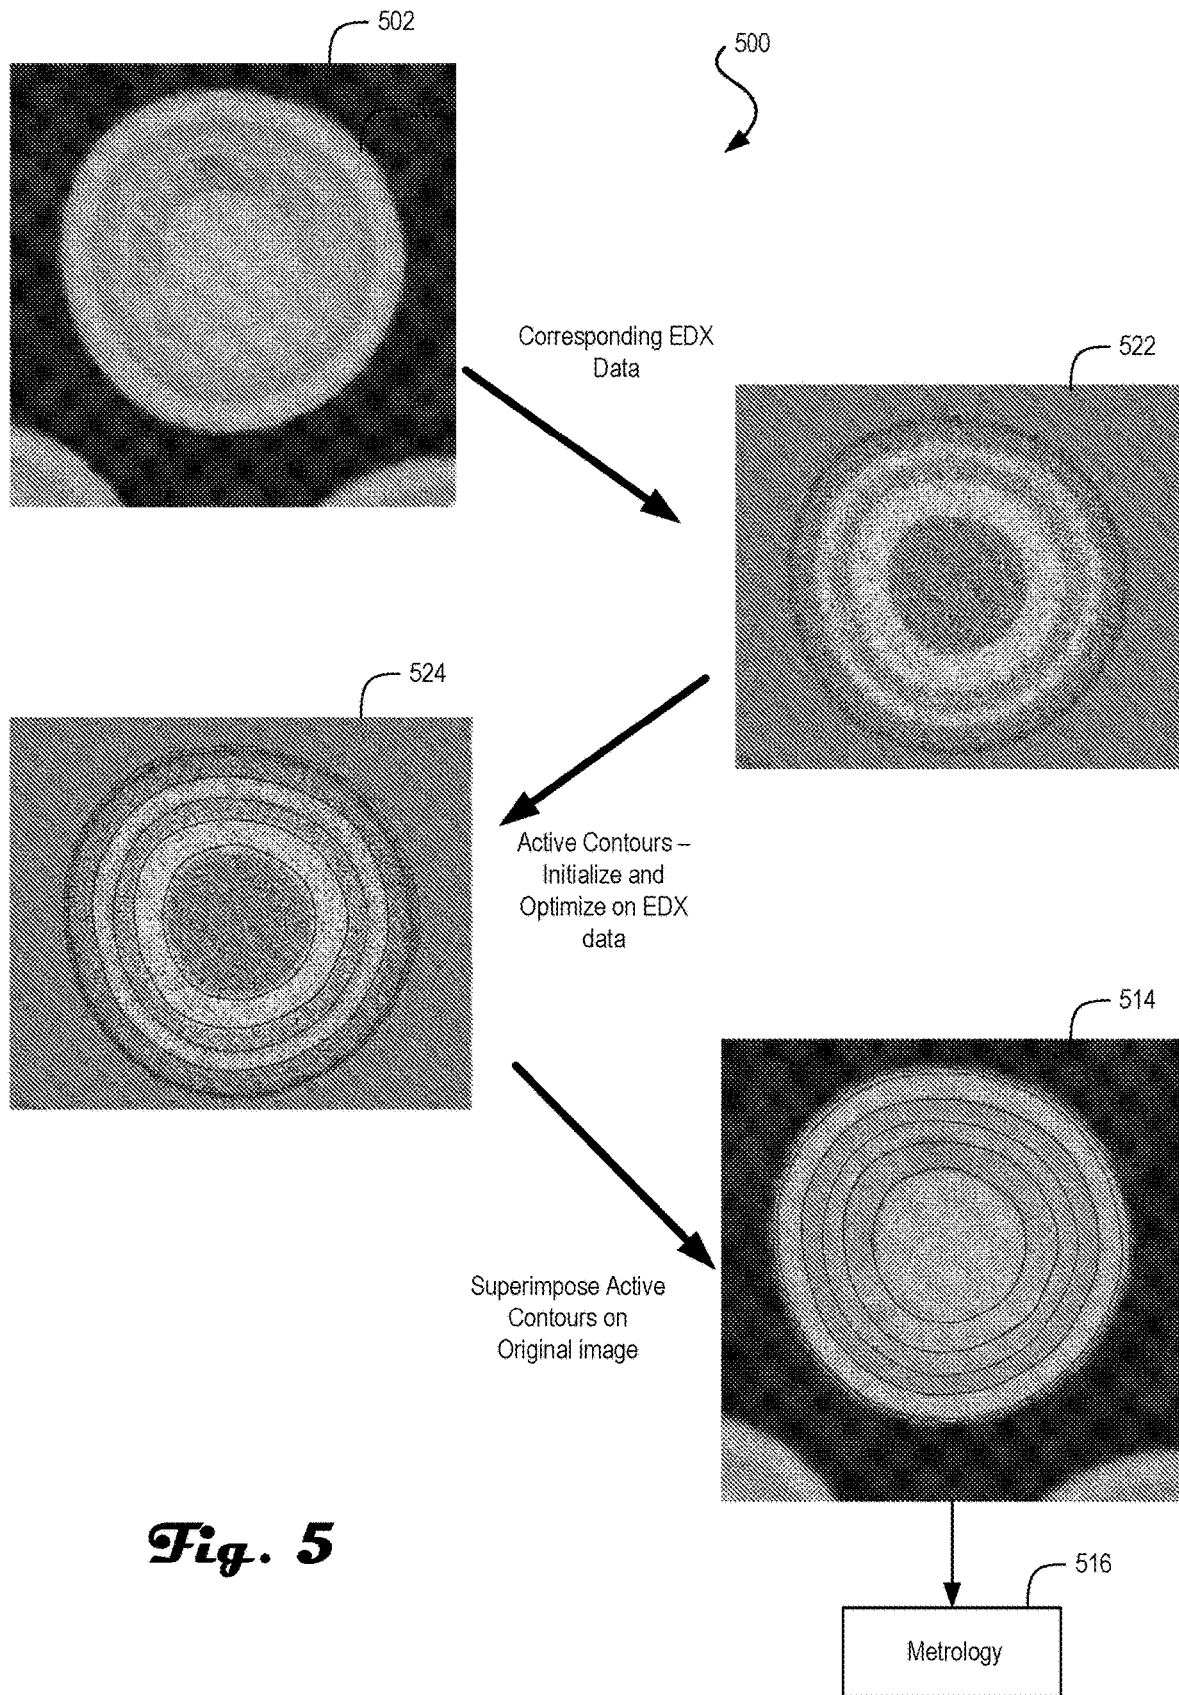 502
500
Corresponding EDX
Data
522
524
Active Contours –
Initialize and
Optimize on EDX
data
514
Superimpose Active
Contours on
Original image
Fig. 5
516
Metrology